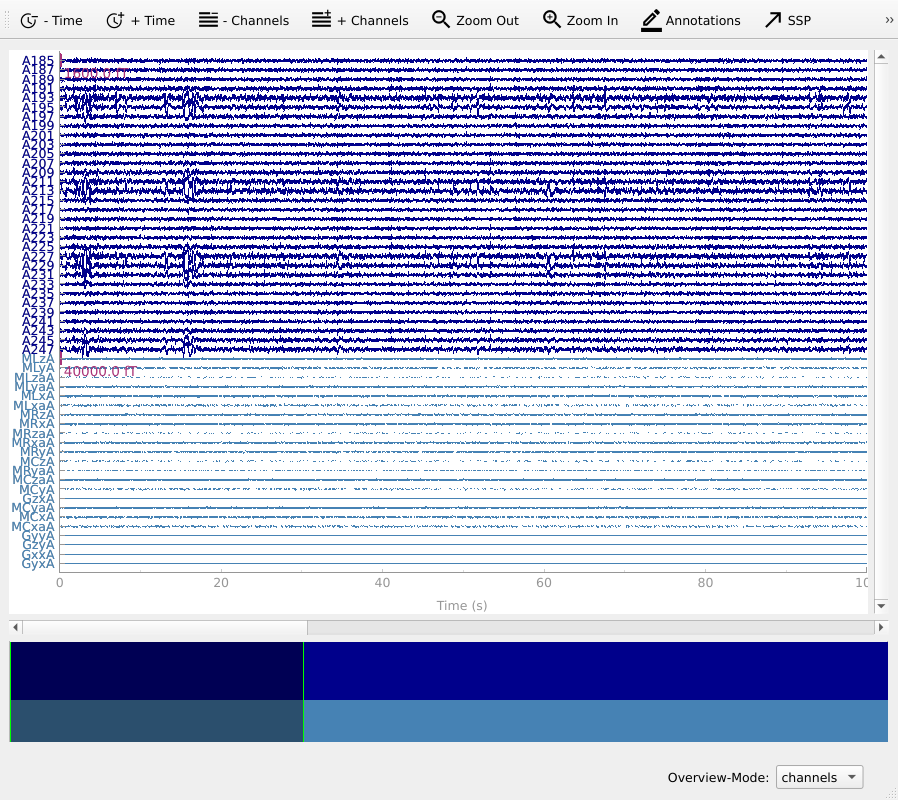 - Time + Time - Channels + Channels Zoom Out Zoom In Annotations SSP »
A185
1600.0 fT
A187
A189
A191
A193
A195
A197
A199
A201
A203
A205
A207
A209
A211
A213
A215
A217
A219
A221
A223
A225
A227
A229
A231
A233
A235
A237
A239
A241
A243
A245
A247
MLzA
MLyA
40000.0 fT
MLzaA
MLyaA
MLxA
MLxaA
MRzA
MRxA
MRzaA
MRxaA
MRyA
MCzA
MRyaA
MCzaA
MCyA
GzxA
MCyaA
MCxA
MCxaA
GyyA
GzyA
GxxA
GyxA
0 20 40 60 80 10
Time (s)
Overview-Mode: channels